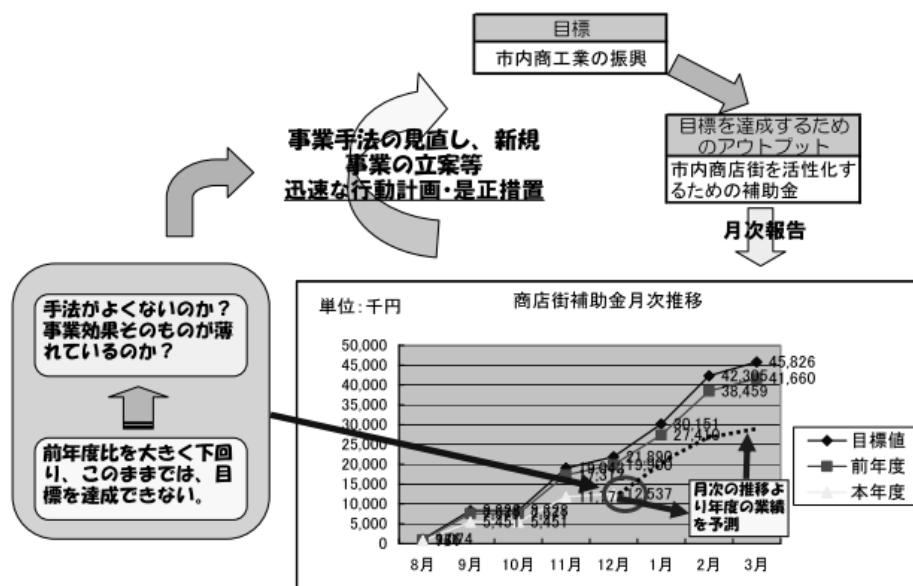 目標
市内商工業の振興
目標を達成するため
のアウトプット
市内商店街を活性化す
るための補助金
月次報告
事業手法の見直し、新規
事業の立案等
迅速な行動計画・是正措置
手法がよくないのか?
事業効果そのものが薄
れているのか?
前年度比を大きく下回
り、このままでは、目
標を達成できない。
単位:千円
商店街補助金月次推移
50,000
45,000
40,000
35,000
30,000
25,000
20,000
15,000
10,000
5,000
0
8月
9月
10月
11月
12月
1月
2月
3月
45,826
42,305
41,660
38,459
30,151
27,410
21,890
19,900
12,537
5,451
5,451
目標値
前年度
本年度
月次の推移よ
り年度の業績
を予測